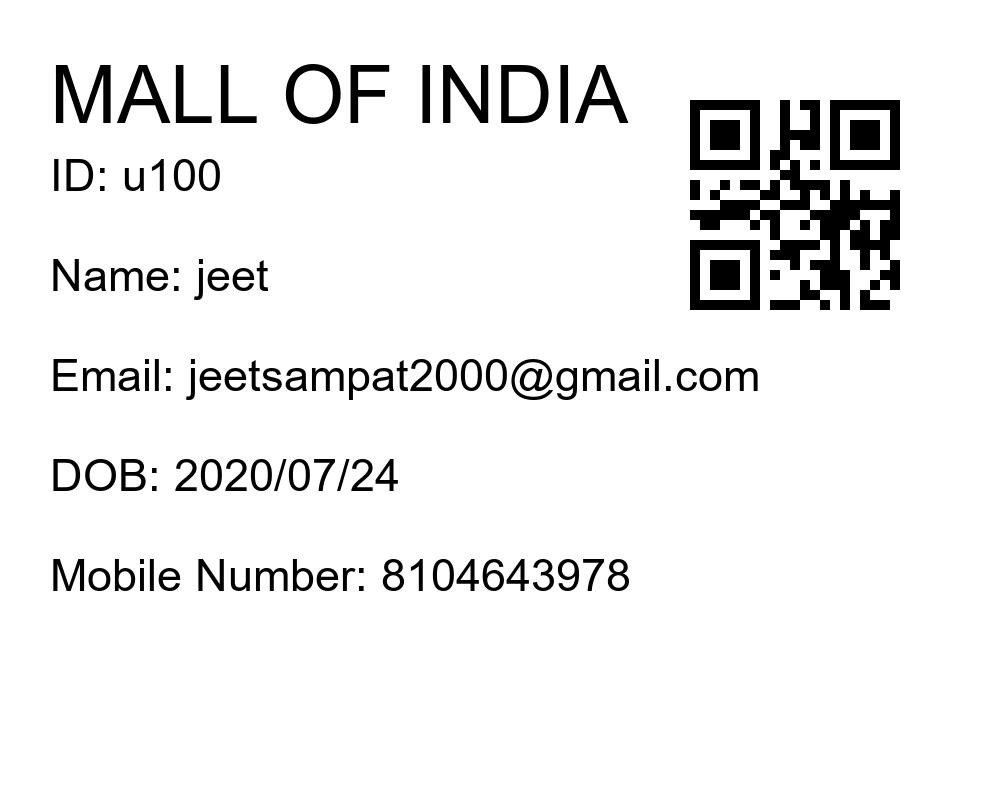 MALL OF INDIA
ID: u100
Name: jeet
Email: jeetsampat2000@gmail.com
DOB: 2020/07/24
Mobile Number: 8104643978